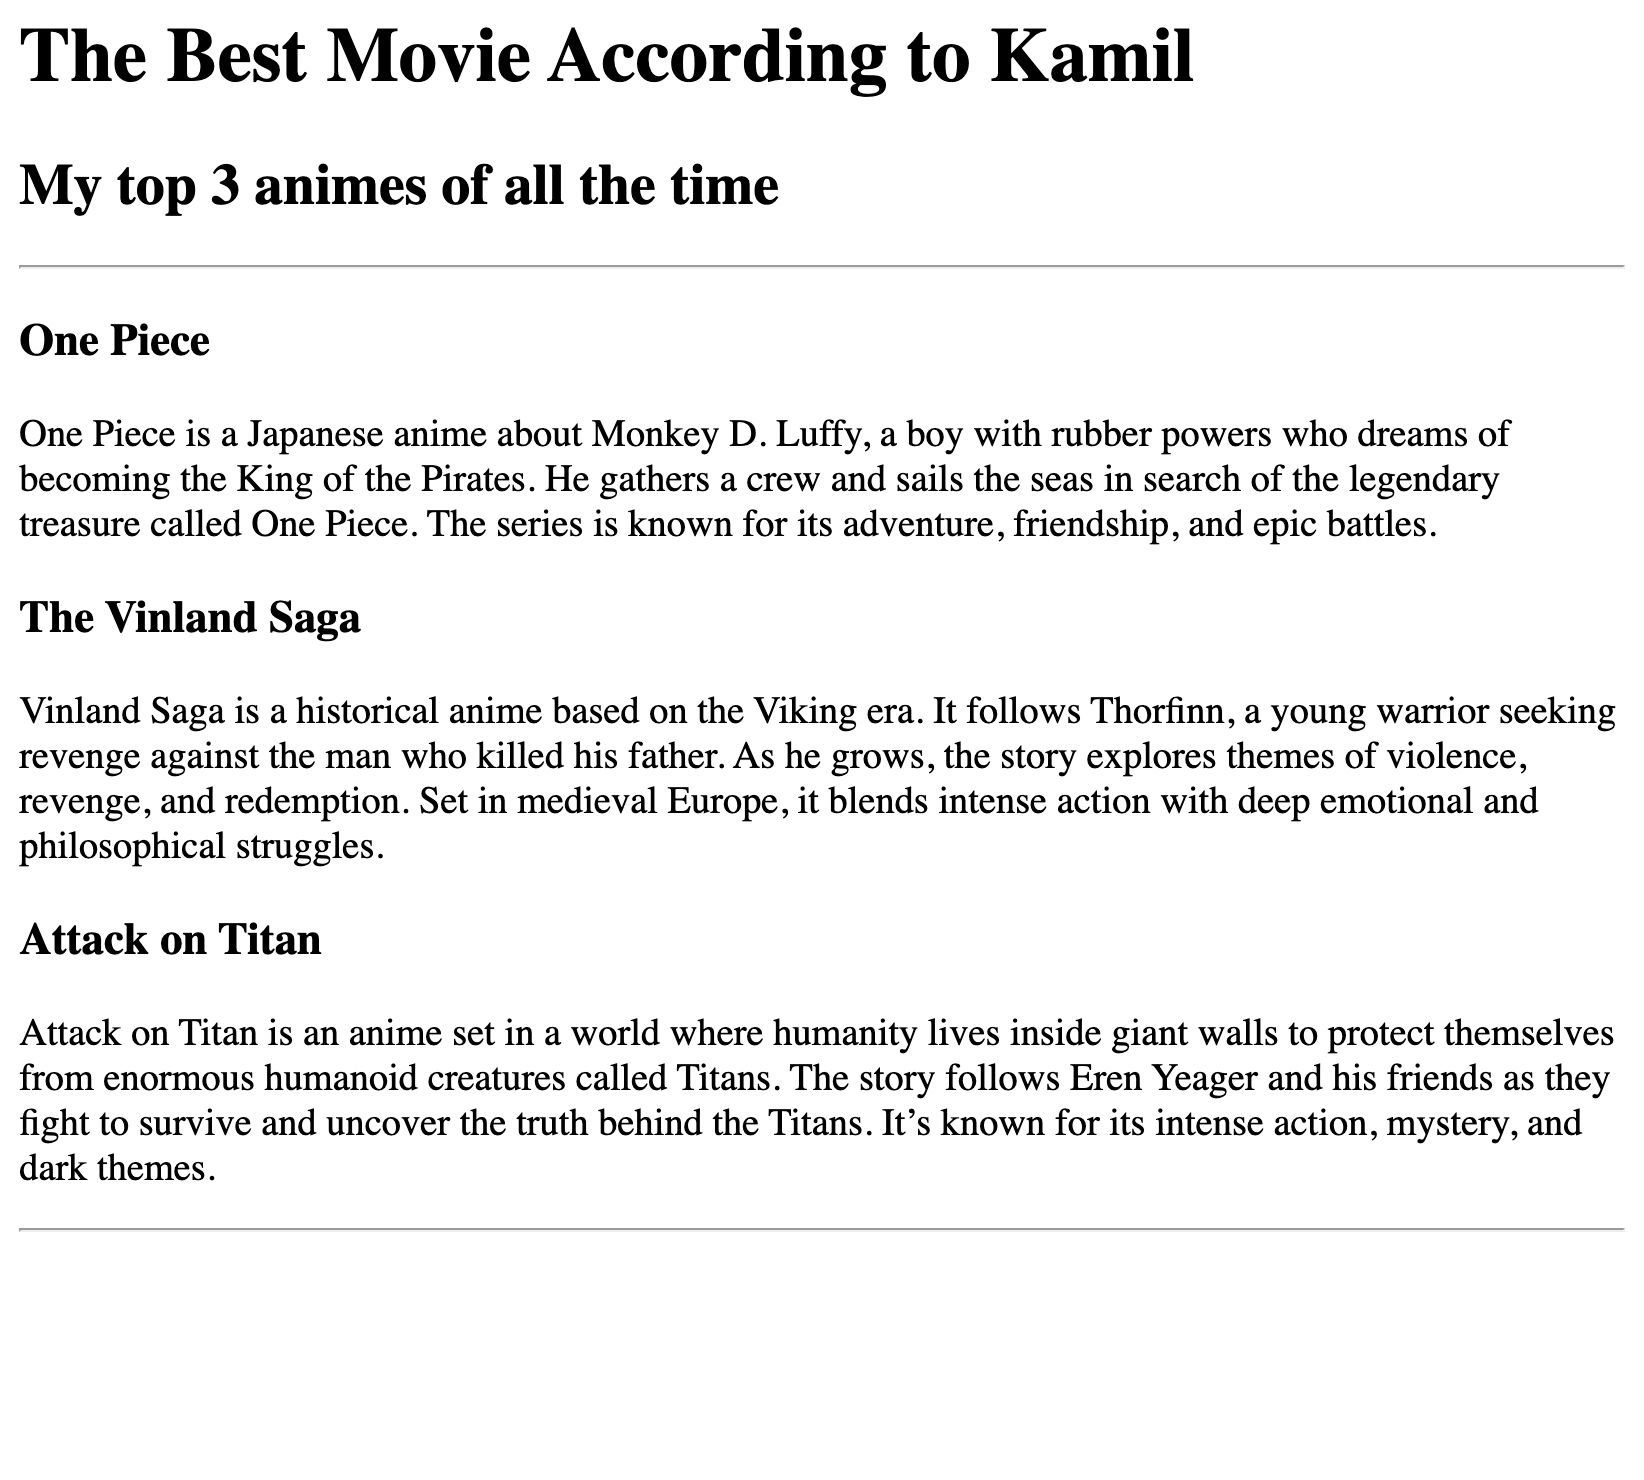 The Best Movie According to Kamil
My top 3 animes of all the time
One Piece
One Piece is a Japanese anime about Monkey D. Luffy, a boy with rubber powers who dreams of
becoming the King of the Pirates. He gathers a crew and sails the seas in search of the legendary
treasure called One Piece. The series is known for its adventure, friendship, and epic battles.
The Vinland Saga
Vinland Saga is a historical anime based on the Viking era. It follows Thorfinn, a young warrior seeking
revenge against the man who killed his father. As he grows, the story explores themes of violence,
revenge, and redemption. Set in medieval Europe, it blends intense action with deep emotional and
philosophical struggles.
Attack on Titan
Attack on Titan is an anime set in a world where humanity lives inside giant walls to protect themselves
from enormous humanoid creatures called Titans. The story follows Eren Yeager and his friends as they
fight to survive and uncover the truth behind the Titans. It’s known for its intense action, mystery, and
dark themes.